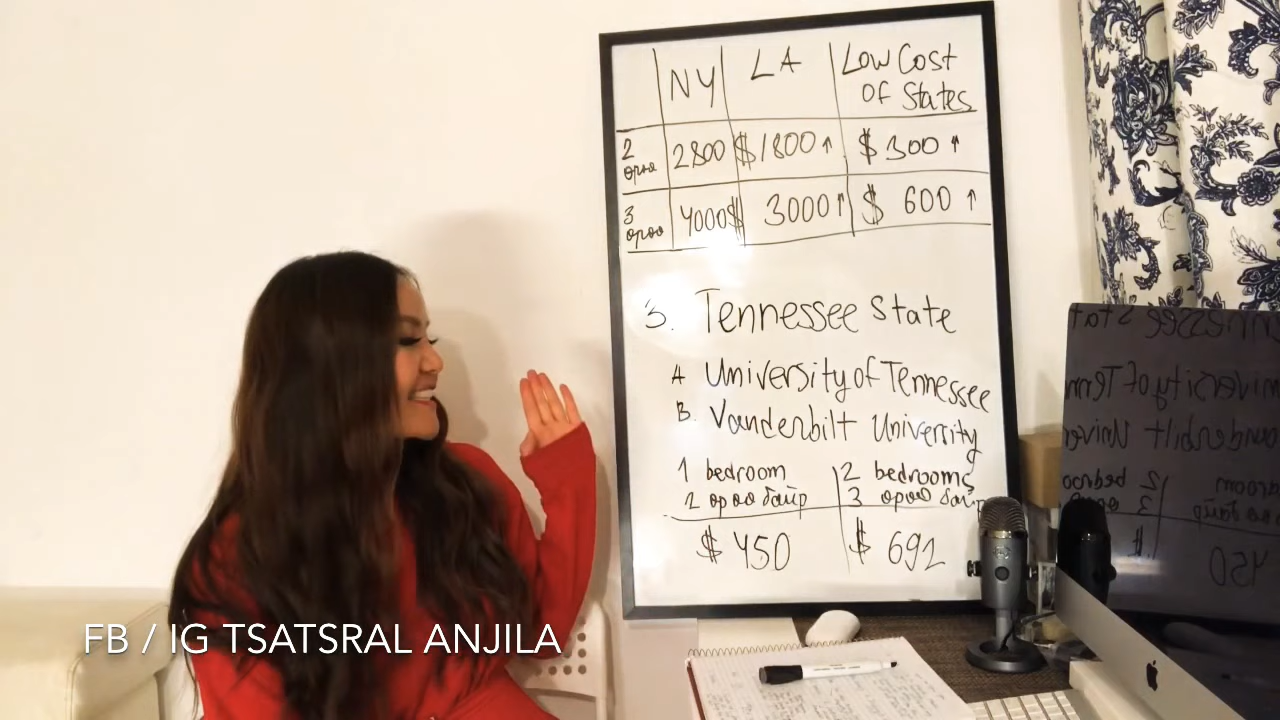 NY LA Low Cost
Of States
2 өрөө 2800 $1800↑ $300↑
3 өрөө 4000$ 3000↑ $600↑
3. Tennessee State
A University of Tennessee
B. Vanderbilt University
1 bedroom 2 bedrooms
2 өрөө байр 3 өрөө байр
$450 $692
FB / IG TSATSRAL ANJILA